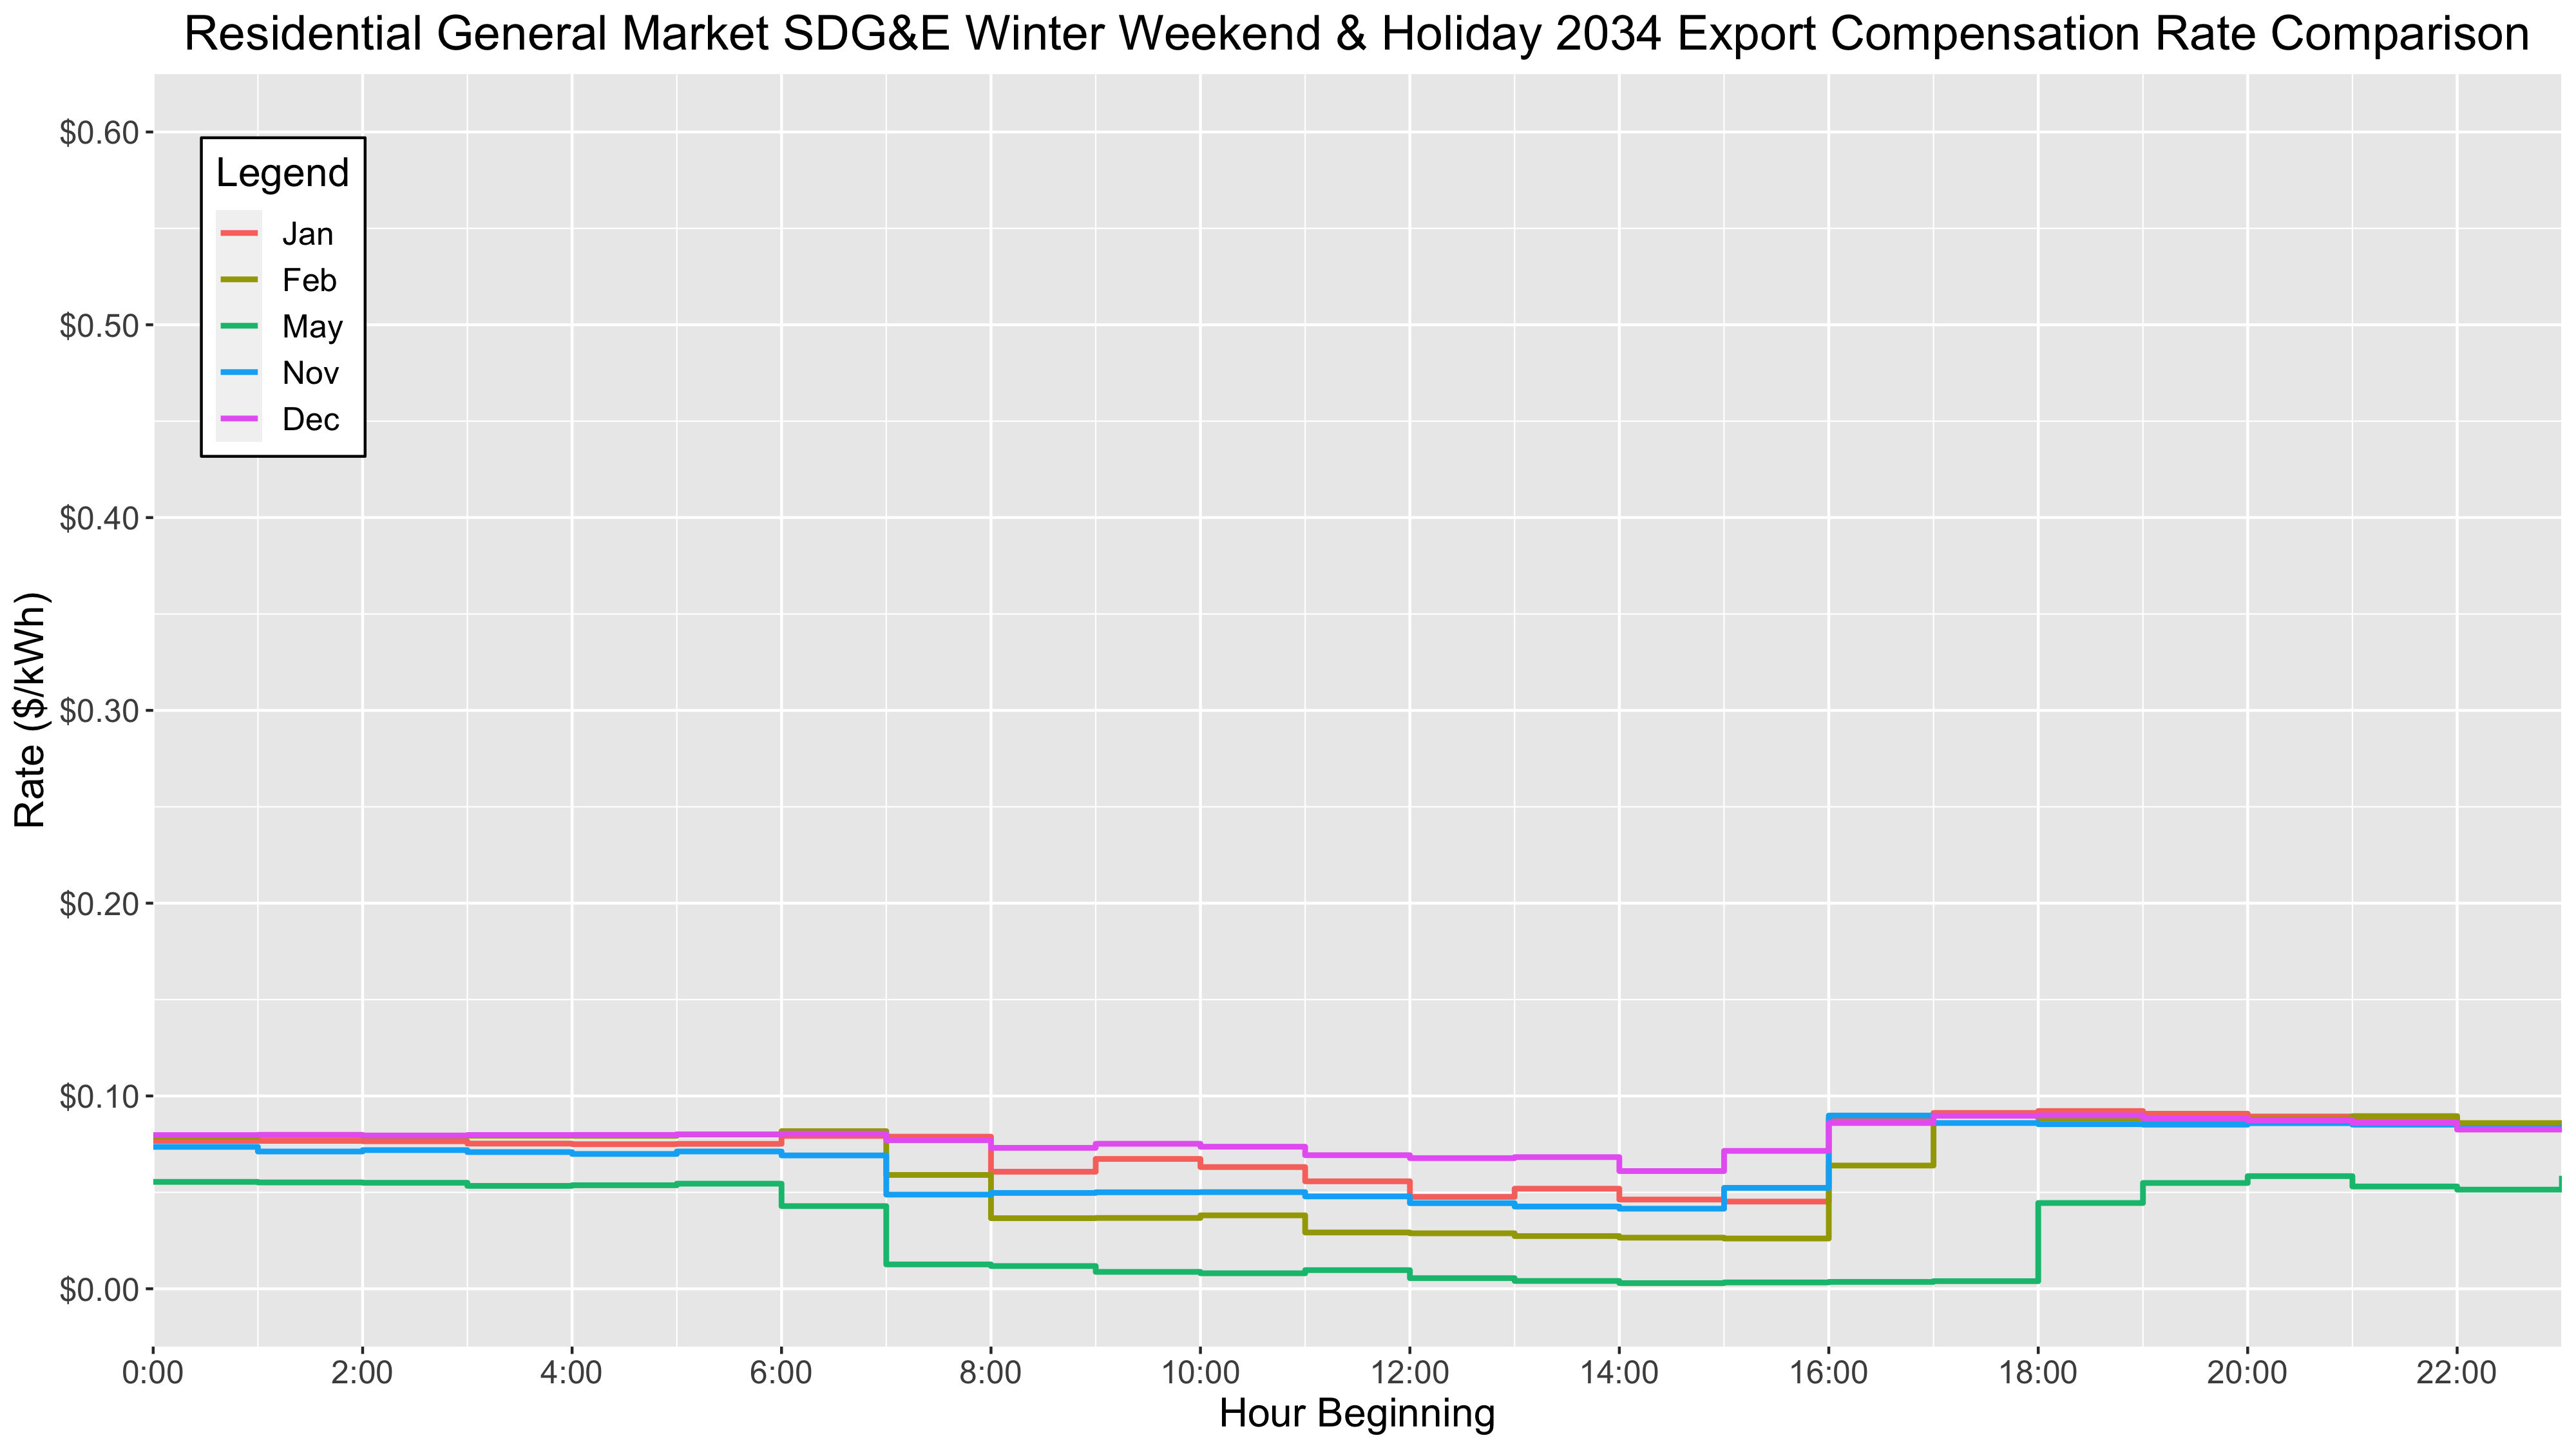 Residential General Market SDG&E Winter Weekend & Holiday 2034 Export Compensation Rate Comparison
$0.60
Legend
Jan
Feb
May
Nov
Dec
$0.50
$0.40
$0.30
$0.20
$0.10
$0.00
Rate ($/kWh)
0:00 2:00 4:00 6:00 8:00 10:00 12:00 14:00 16:00 18:00 20:00 22:00
Hour Beginning